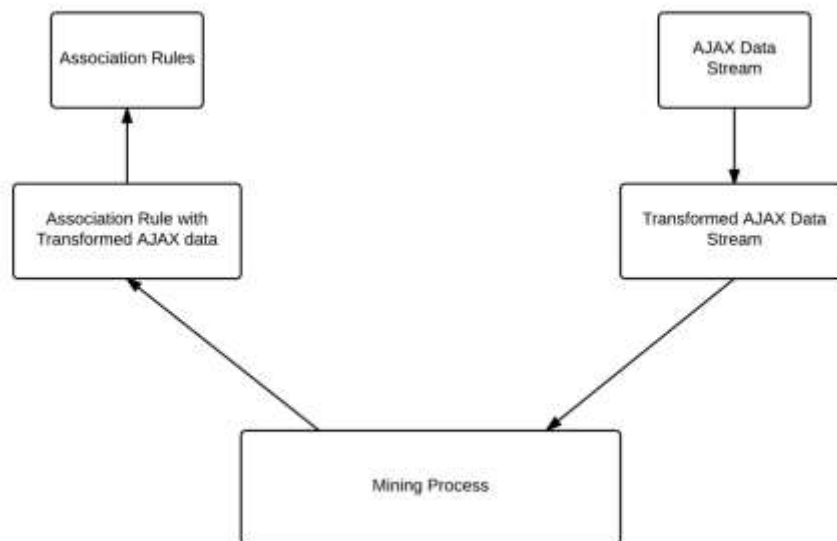 Association Rules
AJAX Data
Stream
Association Rule with
Transformed AJAX data
Transformed AJAX Data
Stream
Mining Process